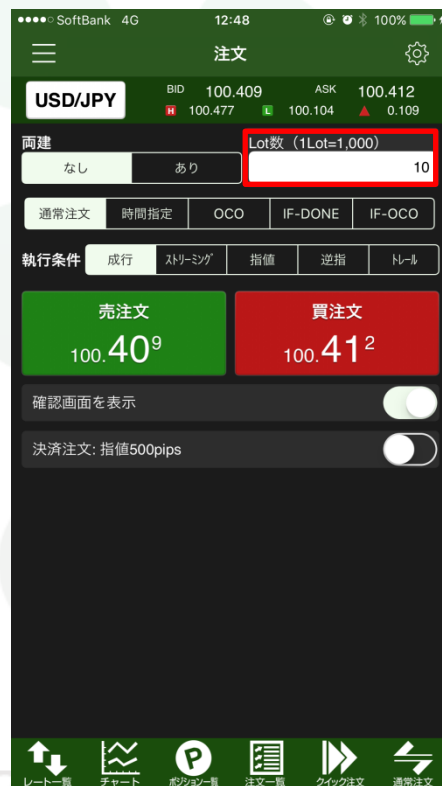 SoftBank 4G 12:48 100%
注文
USD/JPY BID 100.409 ASK 100.412
H 100.477 L 100.104 ▲ 0.109
両建 Lot数（1Lot=1,000）
なし あり 10
通常注文 時間指定 OCO IF-DONE IF-OCO
執行条件 成行 ｽﾄﾘｰﾐﾝｸﾞ 指値 逆指 ﾄﾚｰﾙ
売注文 買注文
100.409 100.412
確認画面を表示
決済注文: 指値500pips
レート一覧 チャート ポジション一覧 注文一覧 クイック注文 通常注文